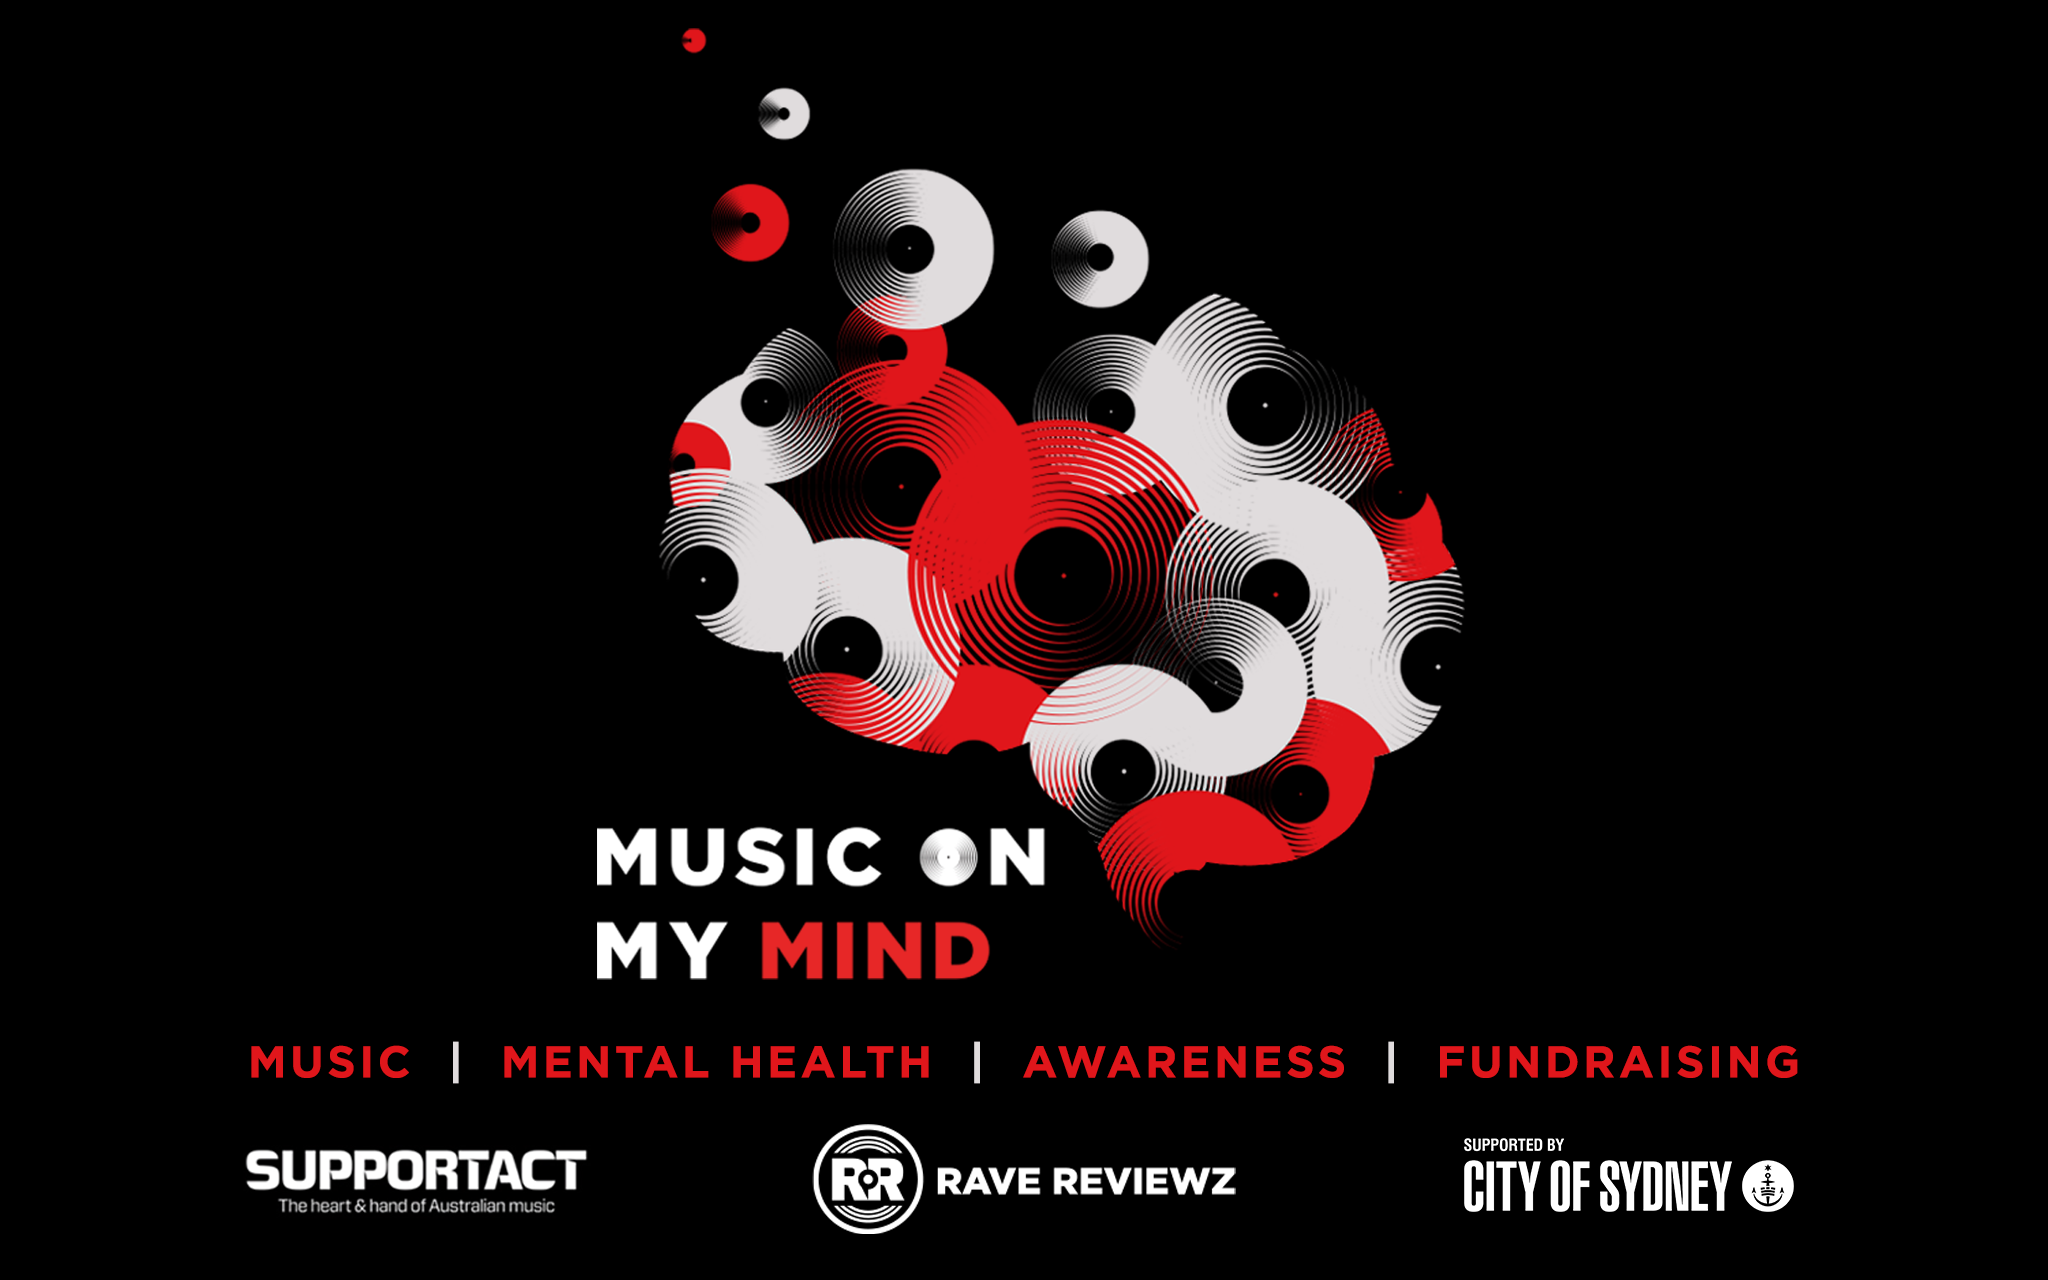 MUSIC ON
MY MIND
MUSIC | MENTAL HEALTH | AWARENESS | FUNDRAISING
SUPPORTACT
The heart & hand of Australian music
RR
RAVE REVIEWZ
SUPPORTED BY
CITY OF SYDNEY